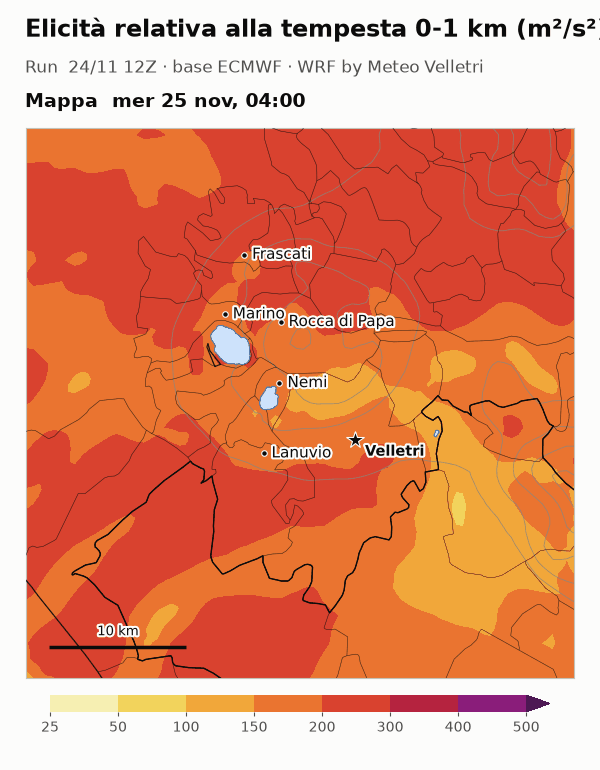 Elicità relativa alla tempesta 0-1 km (m²/s²)
Run  24/11 12Z · base ECMWF · WRF by Meteo Velletri
Mappa  mer 25 nov, 04:00
Frascati
Marino
Rocca di Papa
Nemi
Velletri
Lanuvio
10 km
25 50 100 150 200 300 400 500